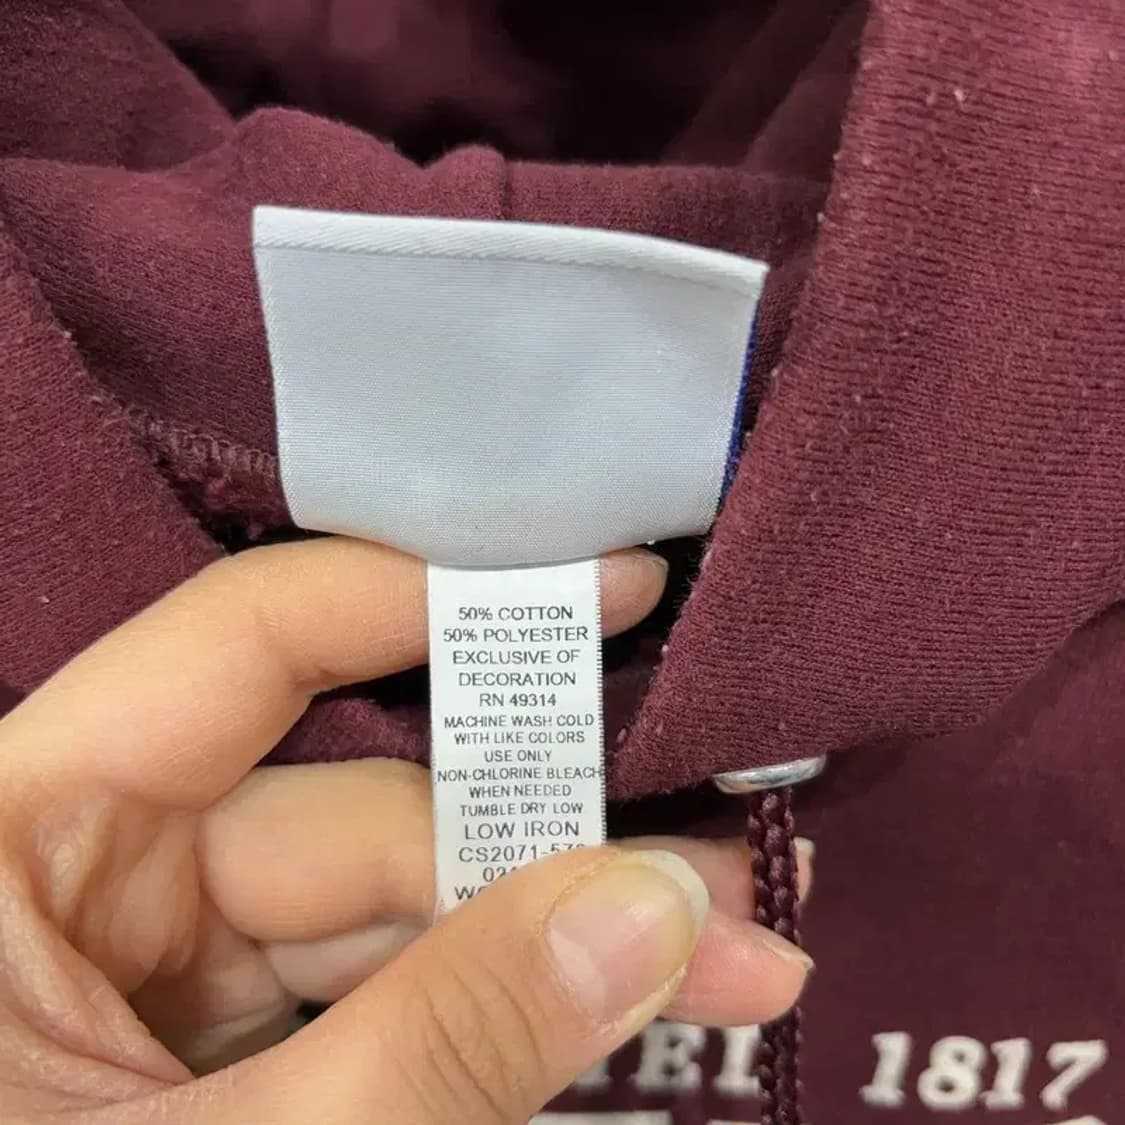 50% COTTON
50% POLYESTER
EXCLUSIVE OF
DECORATION
RN 49314
MACHINE WASH COLD
WITH LIKE COLORS
USE ONLY
NON-CHLORINE BLEACH
WHEN NEEDED
TUMBLE DRY LOW
LOW IRON
1817